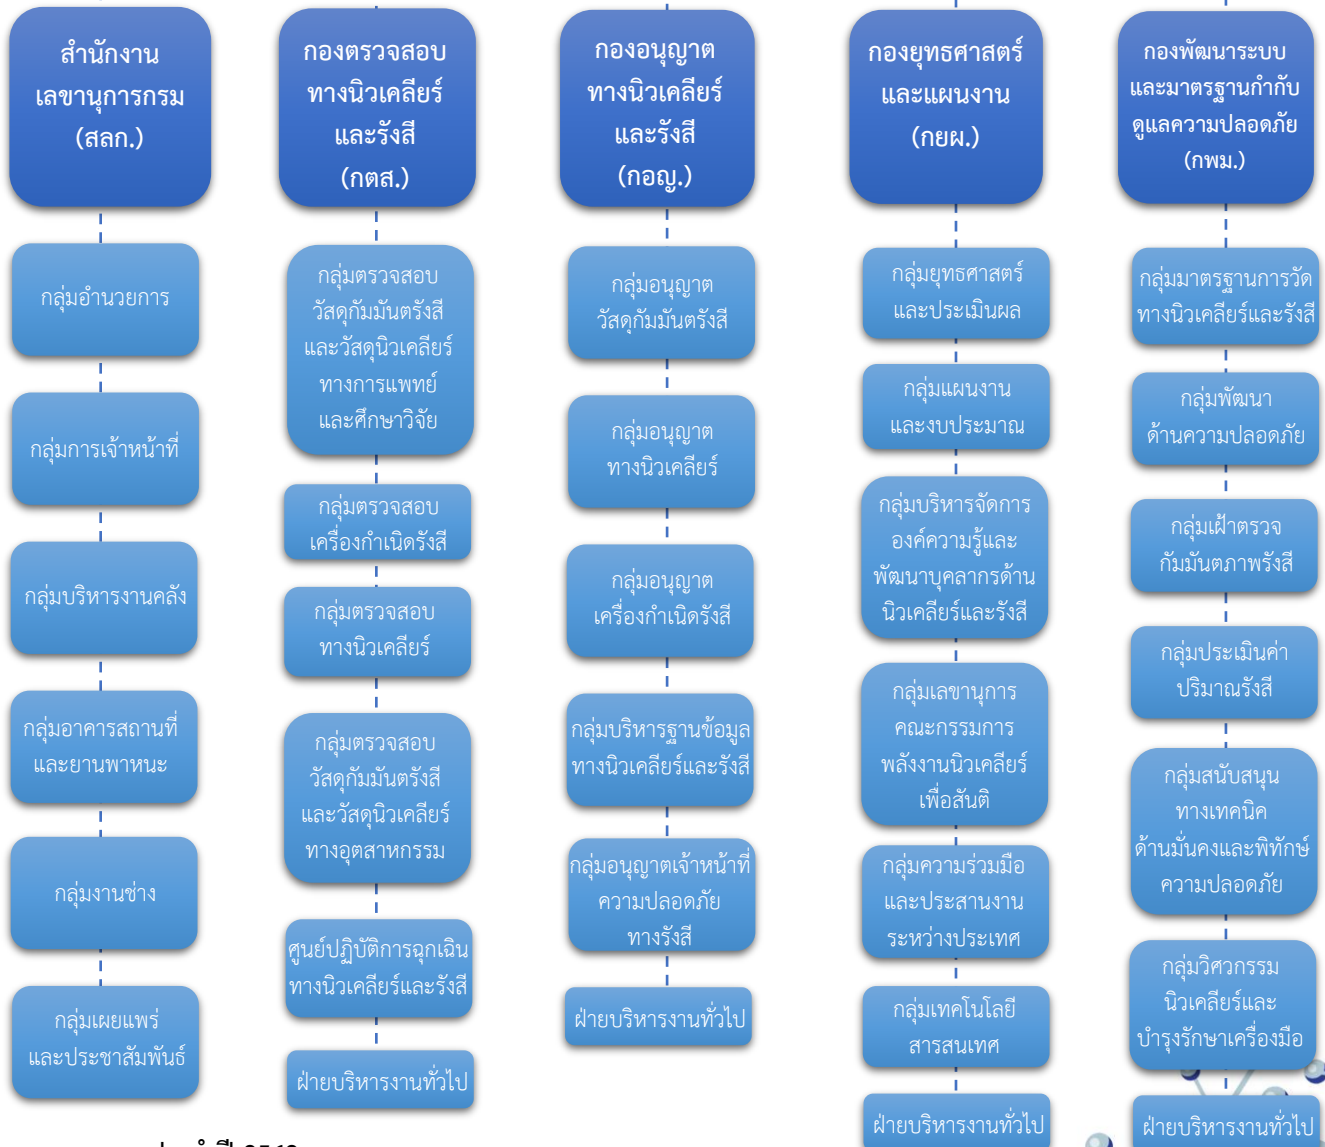 สำนักงาน
เลขานุการกรม
(สลก.)
กลุ่มอำนวยการ
กลุ่มการเจ้าหน้าที่
กลุ่มบริหารงานคลัง
กลุ่มอาคารสถานที่
และยานพาหนะ
กลุ่มงานช่าง
กลุ่มเผยแพร่
และประชาสัมพันธ์
กองตรวจสอบ
ทางนิวเคลียร์
และรังสี
(กตส.)
กลุ่มตรวจสอบ
วัสดุกัมมันตรังสี
และวัสดุนิวเคลียร์
ทางการแพทย์
และศึกษาวิจัย
กลุ่มตรวจสอบ
เครื่องกำเนิดรังสี
กลุ่มตรวจสอบ
ทางนิวเคลียร์
กลุ่มตรวจสอบ
วัสดุกัมมันตรังสี
และวัสดุนิวเคลียร์
ทางอุตสาหกรรม
ศูนย์ปฏิบัติการฉุกเฉิน
ทางนิวเคลียร์และรังสี
ฝ่ายบริหารงานทั่วไป
กองอนุญาต
ทางนิวเคลียร์
และรังสี
(กอญ.)
กลุ่มอนุญาต
วัสดุกัมมันตรังสี
กลุ่มอนุญาต
ทางนิวเคลียร์
กลุ่มอนุญาต
เครื่องกำเนิดรังสี
กลุ่มบริหารฐานข้อมูล
ทางนิวเคลียร์และรังสี
กลุ่มอนุญาตเจ้าหน้าที่
ความปลอดภัย
ทางรังสี
ฝ่ายบริหารงานทั่วไป
กองยุทธศาสตร์
และแผนงาน
(กยผ.)
กลุ่มยุทธศาสตร์
และประเมินผล
กลุ่มแผนงาน
และงบประมาณ
กลุ่มบริหารจัดการ
องค์ความรู้และ
พัฒนาบุคลากรด้าน
นิวเคลียร์และรังสี
กลุ่มเลขานุการ
คณะกรรมการ
พลังงานนิวเคลียร์
เพื่อสันติ
กลุ่มความร่วมมือ
และประสานงาน
ระหว่างประเทศ
กลุ่มเทคโนโลยี
สารสนเทศ
ฝ่ายบริหารงานทั่วไป
กองพัฒนาระบบ
และมาตรฐานกำกับ
ดูแลความปลอดภัย
(กพม.)
กลุ่มมาตรฐานการวัด
ทางนิวเคลียร์และรังสี
กลุ่มพัฒนา
ด้านความปลอดภัย
กลุ่มเฝ้าตรวจ
กัมมันตภาพรังสี
กลุ่มประเมินค่า
ปริมาณรังสี
กลุ่มสนับสนุน
ทางเทคนิค
ด้านมั่นคงและพิทักษ์
ความปลอดภัย
กลุ่มวิศวกรรม
นิวเคลียร์และ
บำรุงรักษาเครื่องมือ
ฝ่ายบริหารงานทั่วไป